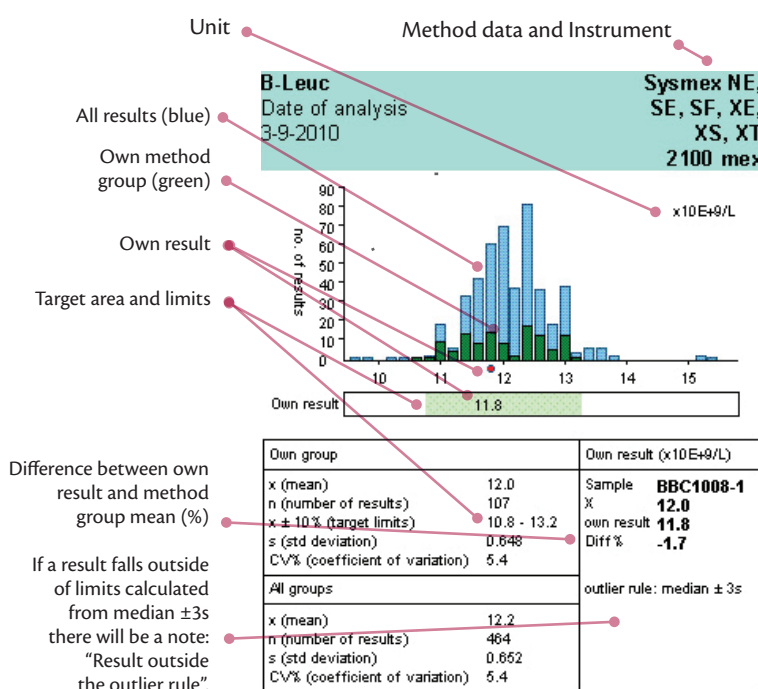 Unit
Method data and Instrument
B-Leuc
Date of analysis
3-9-2010
Sysmex NE,
SE, SF, XE,
XS, XT
2100 mex
All results (blue)
Own method
group (green)
Own result
Target area and limits
x10E+9/L
no. of results
90
80
70
60
50
40
30
20
10
0
10
11
12
13
14
15
Own result
11.8
Difference between own
result and method
group mean (%)
If a result falls outside
of limits calculated
from median ±3s
there will be a note:
“Result outside
the outlier rule”.
Own group
x (mean) 12.0
n (number of results) 107
x ± 10% (target limits) 10.8 - 13.2
s (std deviation) 0.648
CV% (coefficient of variation) 5.4
All groups
x (mean) 12.2
n (number of results) 464
s (std deviation) 0.652
CV% (coefficient of variation) 5.4
Own result (x10E+9/L)
Sample BBC1008-1
X 12.0
own result 11.8
Diff% -1.7
outlier rule: median ± 3s